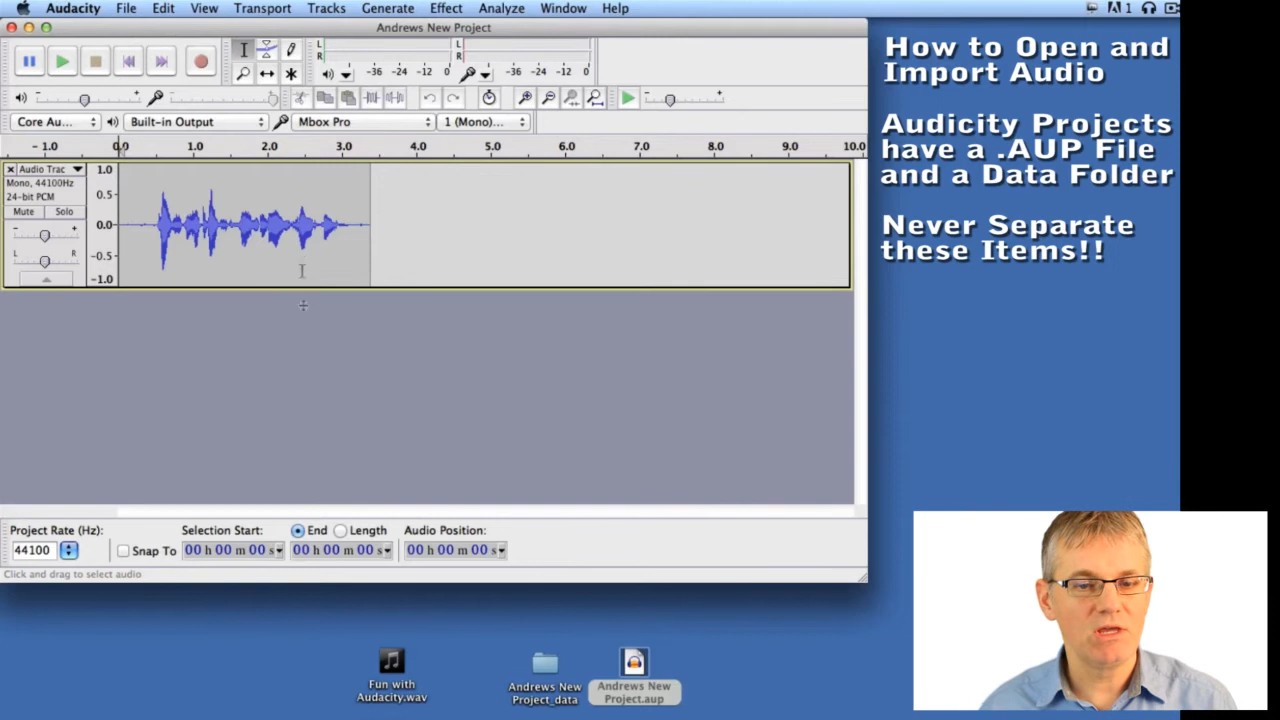 Audacity File Edit View Transport Tracks Generate Effect Analyze Window Help 1
Andrews New Project
L
R
-36 -24 -12 0
L
R
-36 -24 -12 0
- +
- +
- +
Core Au... Built-in Output Mbox Pro 1 (Mono)...
- 1.0 0.0 1.0 2.0 3.0 4.0 5.0 6.0 7.0 8.0 9.0 10.0
Audio Trac
Mono, 44100Hz
24-bit PCM
Mute Solo
- +
L R
1.0
0.5
0.0
-0.5
-1.0
Project Rate (Hz):
44100
Snap To
Selection Start:
00 h 00 m 00 s
End Length
00 h 00 m 00 s
Audio Position:
00 h 00 m 00 s
Click and drag to select audio
How to Open and
Import Audio
Audicity Projects
have a .AUP File
and a Data Folder
Never Separate
these Items!!
Fun with
Audacity.wav
Andrews New
Project_data
Andrews New
Project.aup